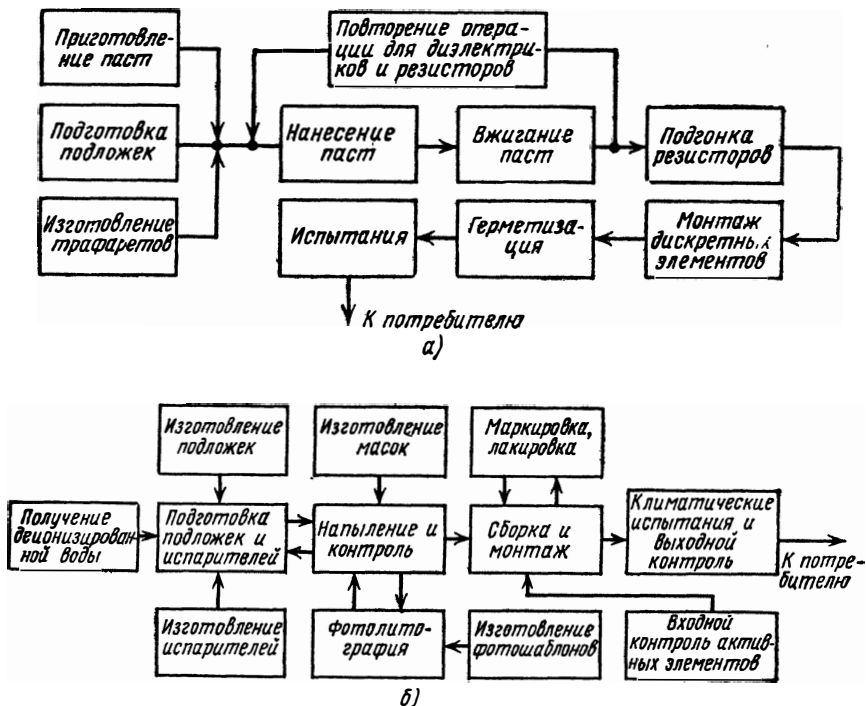 Приготовле-
ние паст
Повторение опера-
ции для диэлектри-
ков и резисторов
Подготовка
подложек
Нанесение
паст
Вжигание
паст
Подгонка
резисторов
Изготовление
трафаретов
Испытания
Герметиза-
ция
Монтаж
дискретных
элементов
К потребителю
а)
Изготовление
подложек
Изготовление
масок
Маркировка,
лакировка
Получение
деионизирован-
ной воды
Подготовка
подложек и
испарителей
Напыление и
контроль
Сборка и
монтаж
Климатические
испытания и
выходной
контроль
К потре-
бителю
Изготовление
испарителей
Фотолито-
графия
Изготовление
фотошаблонов
Входной
контроль актив-
ных элементов
б)